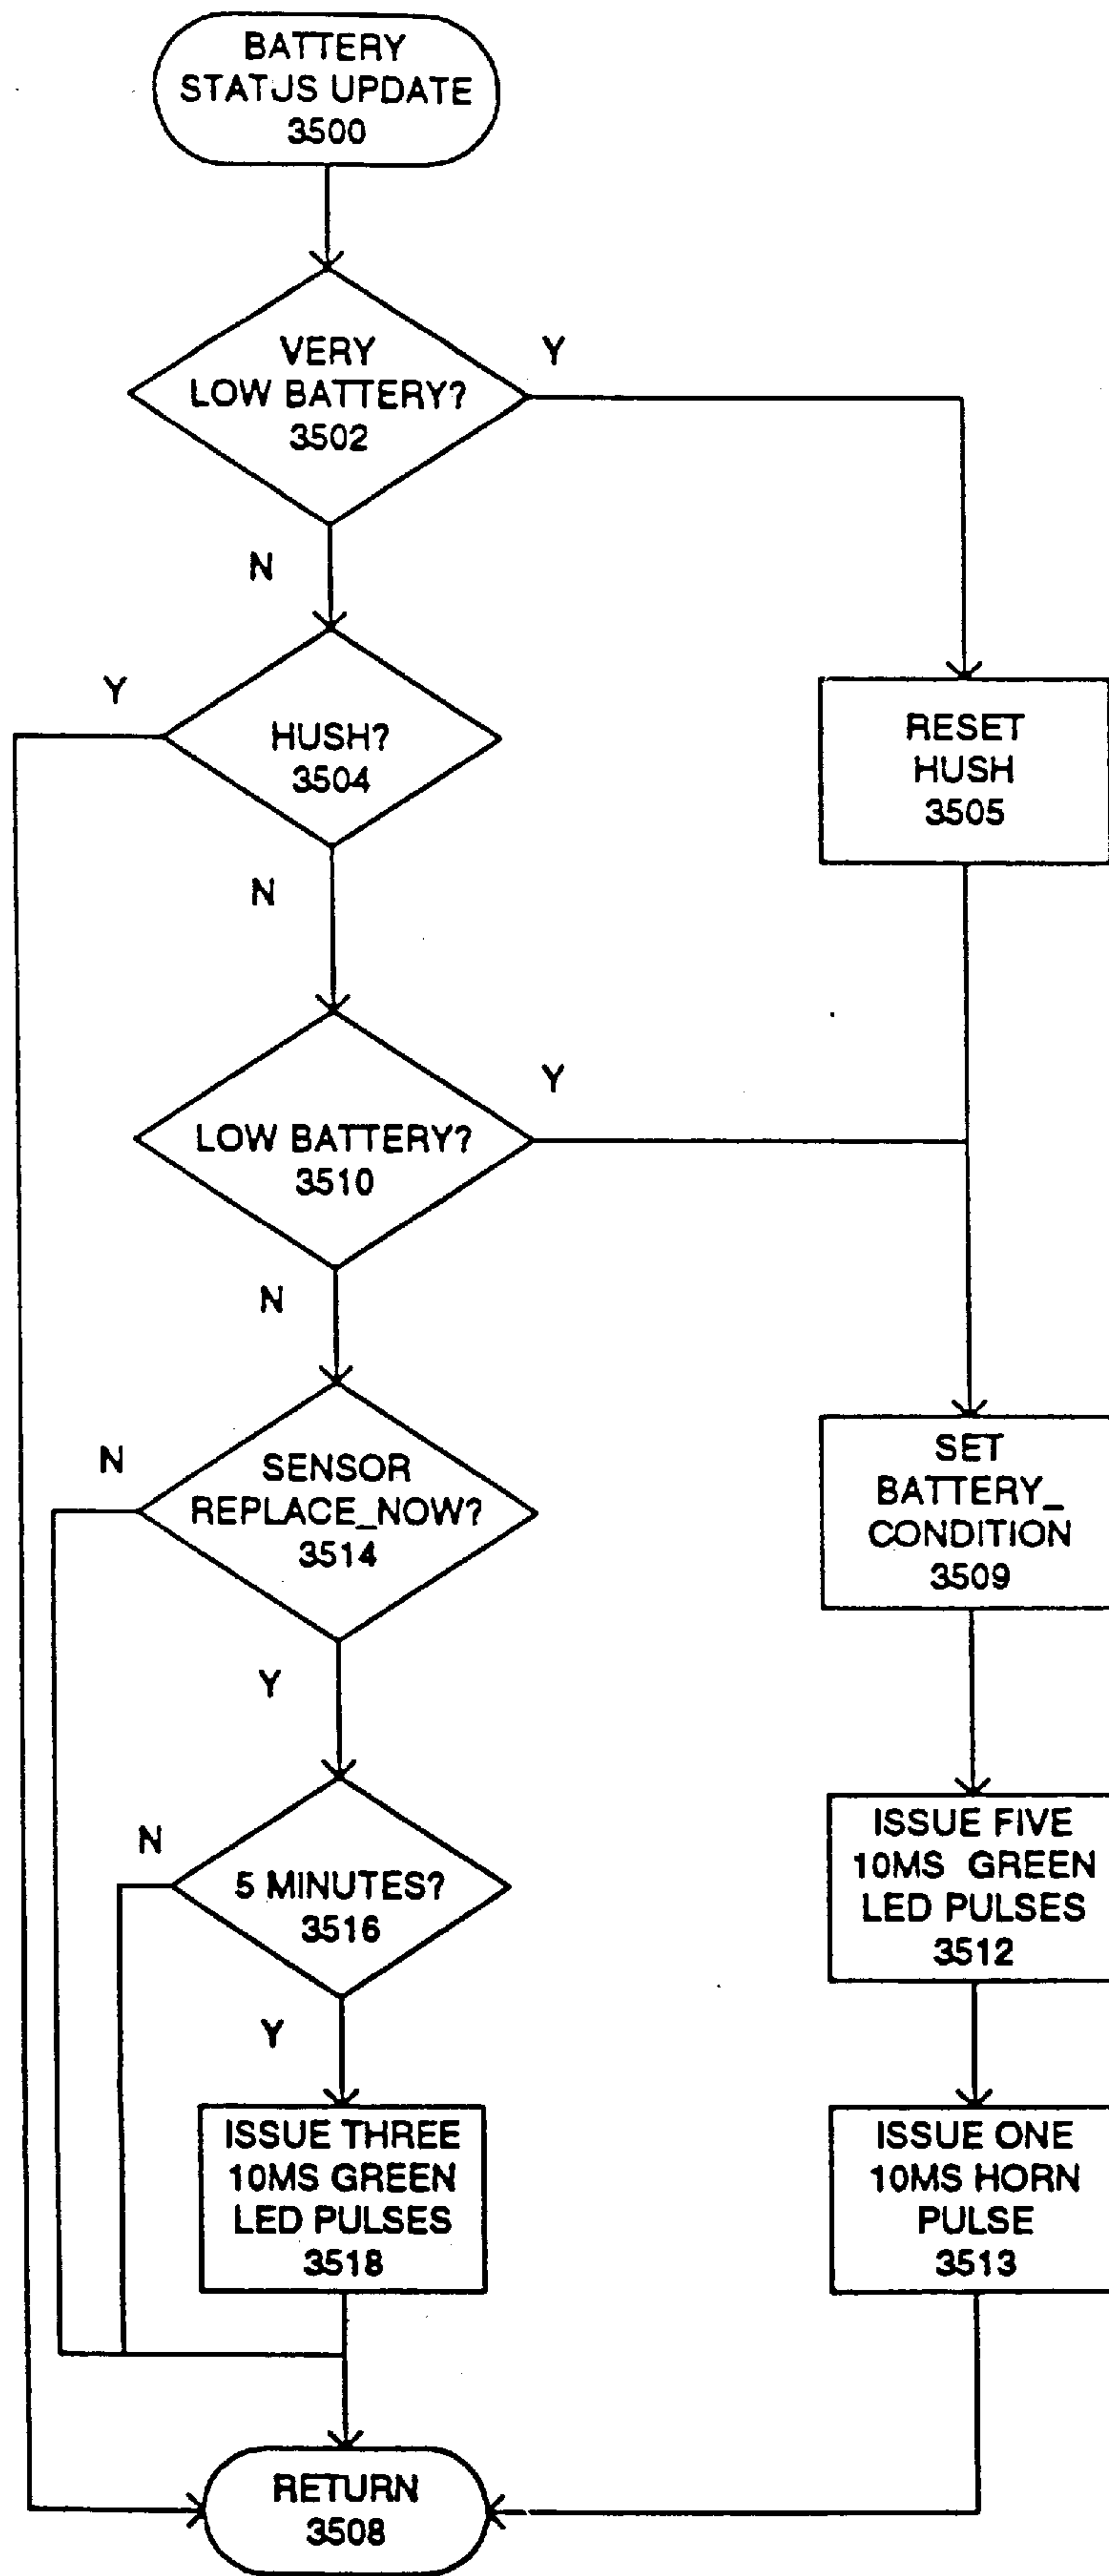 BATTERY
STATUS UPDATE
3500
VERY
LOW BATTERY?
3502
Y
N
HUSH?
3504
Y
N
RESET
HUSH
3505
LOW BATTERY?
3510
Y
N
SENSOR
REPLACE_NOW?
3514
N
Y
SET
BATTERY_
CONDITION
3509
5 MINUTES?
3516
N
Y
ISSUE FIVE
10MS GREEN
LED PULSES
3512
ISSUE THREE
10MS GREEN
LED PULSES
3518
ISSUE ONE
10MS HORN
PULSE
3513
RETURN
3508